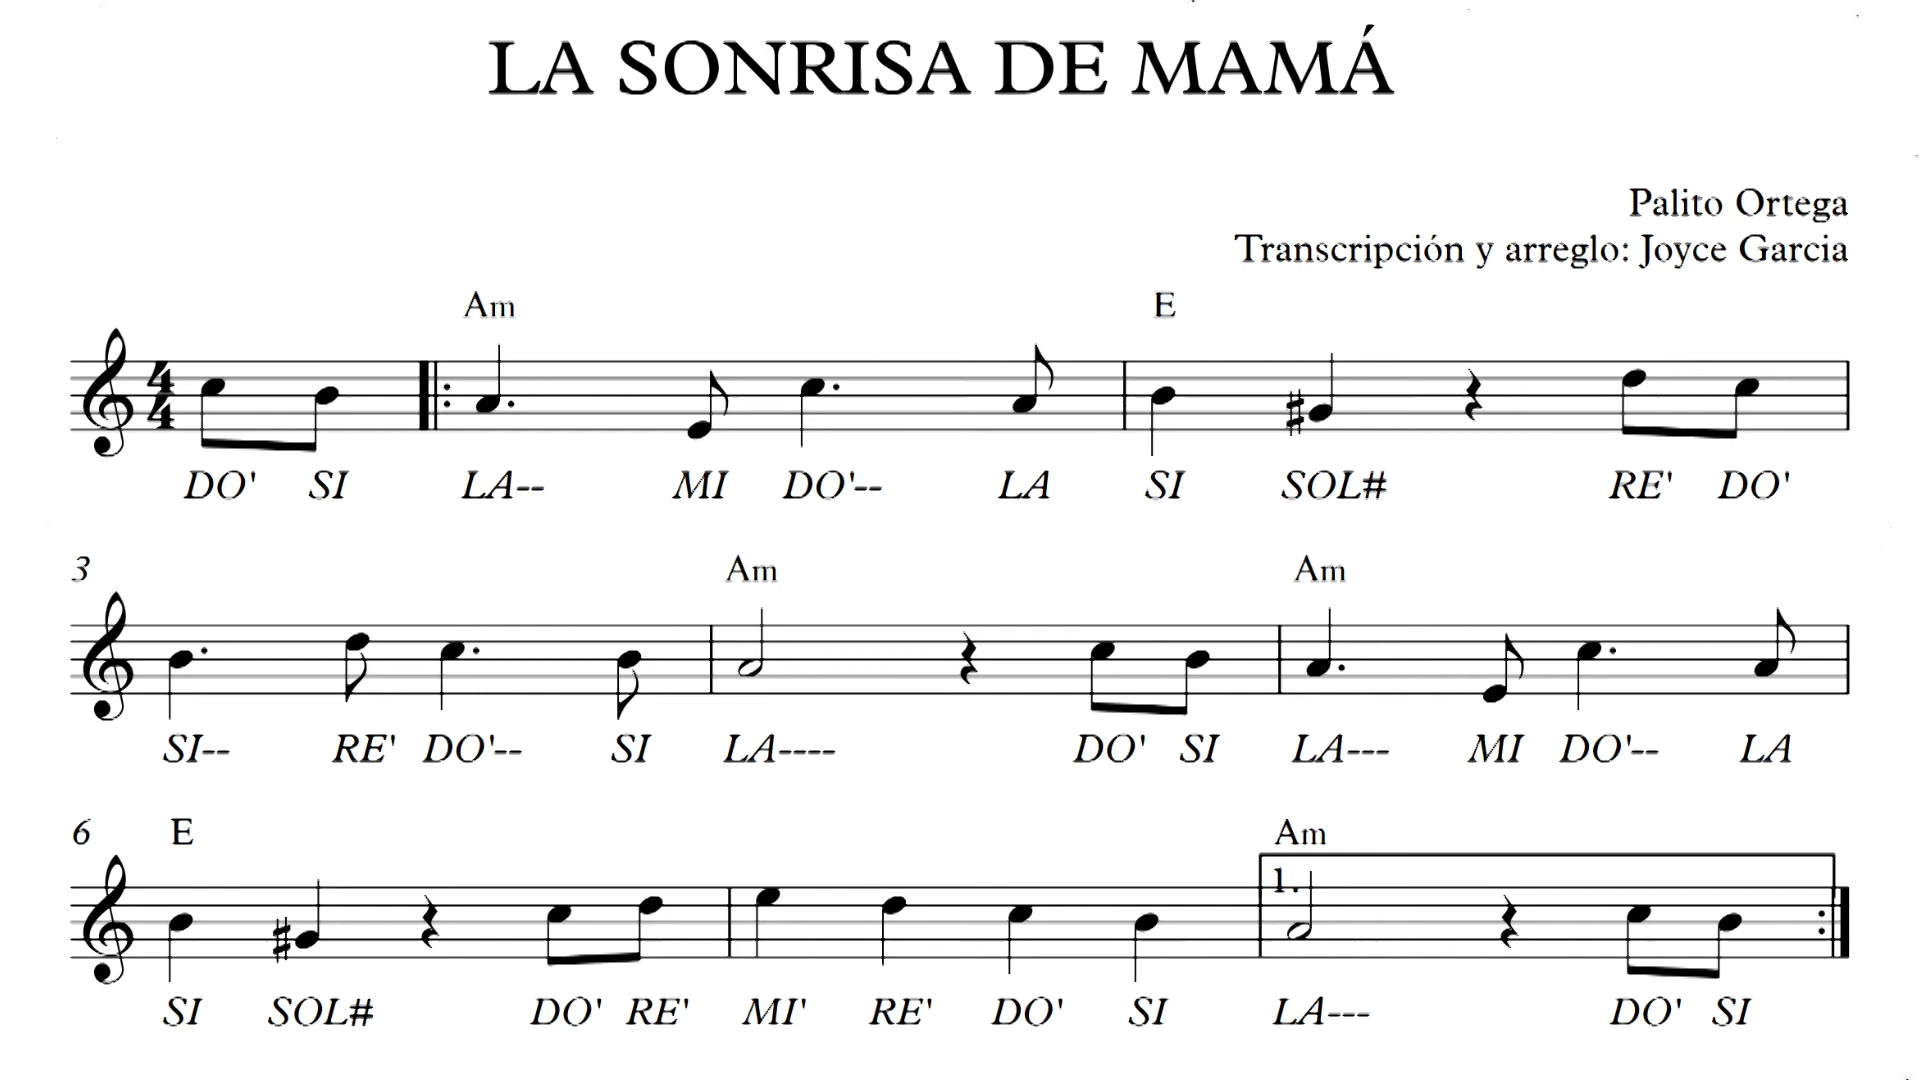 LA SONRISA DE MAMÁ
Palito Ortega
Transcripción y arreglo: Joyce Garcia
Am E
4
4
DO' SI LA-- MI DO'-- LA SI SOL# RE' DO'
3 Am Am
SI-- RE' DO'-- SI LA---- DO' SI LA--- MI DO'-- LA
6 E Am
1.
SI SOL# DO' RE' MI' RE' DO' SI LA--- DO' SI